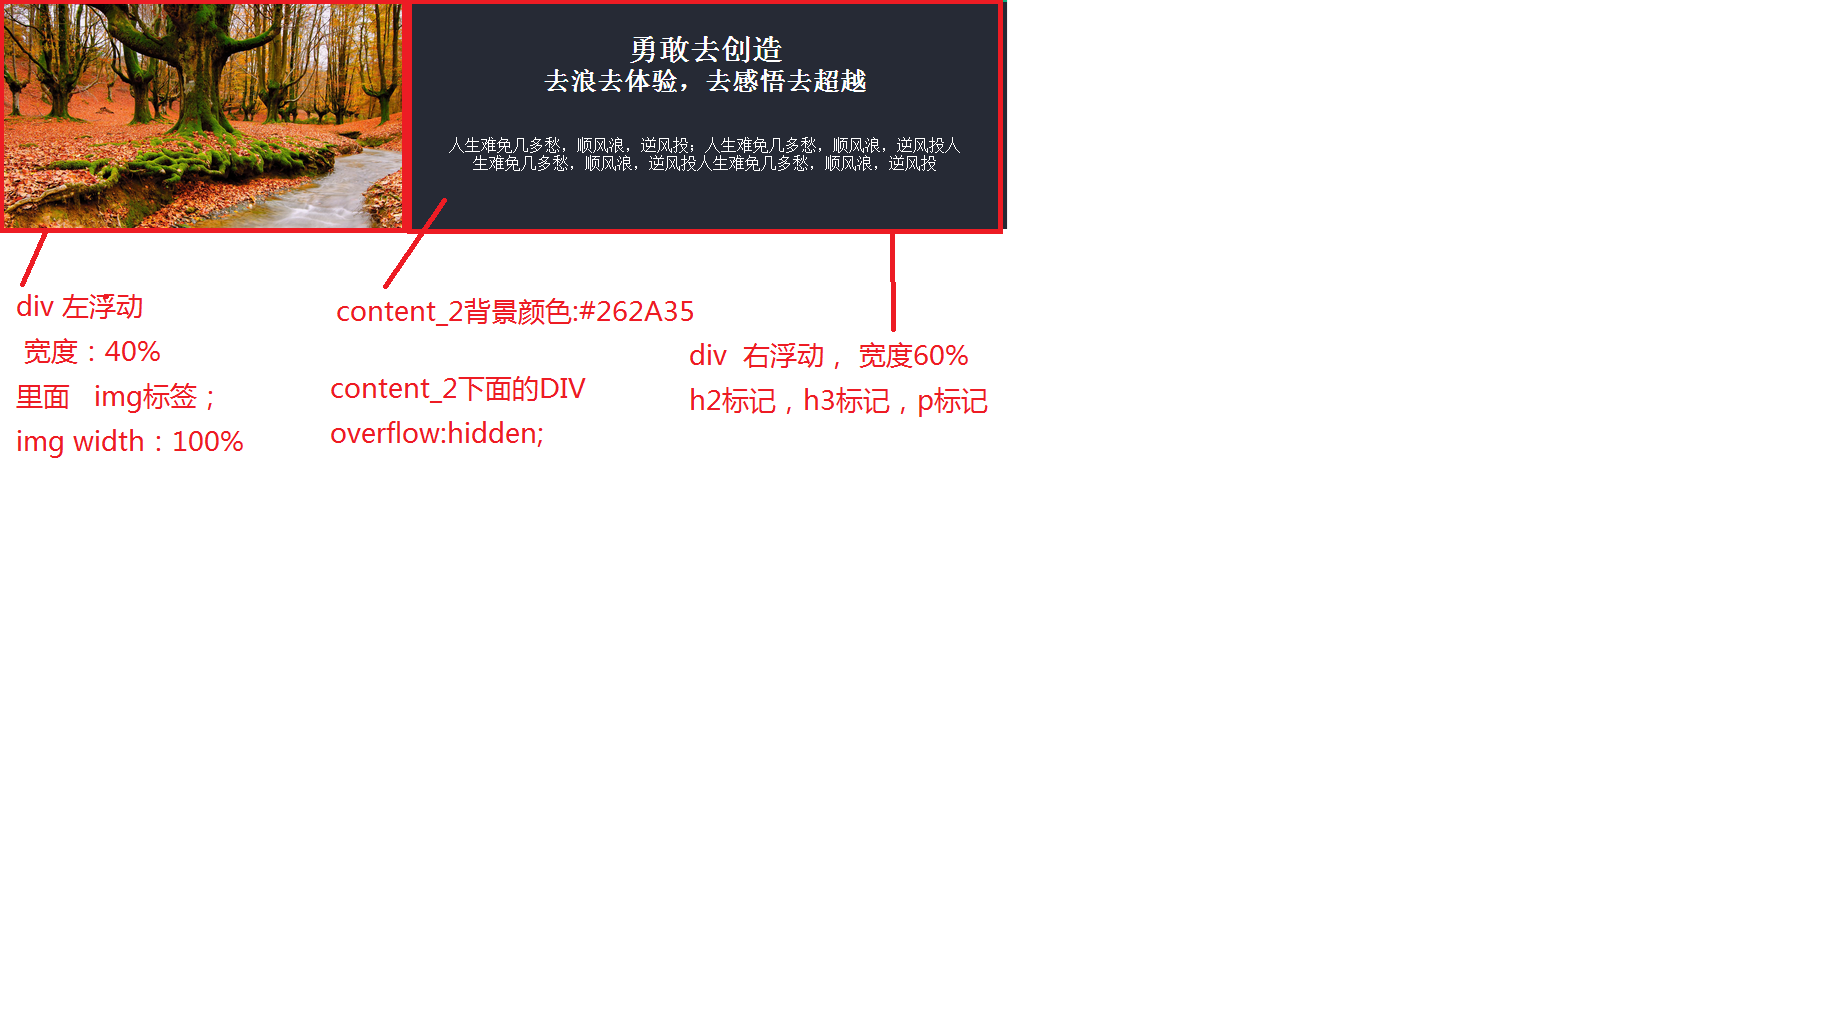 勇敢去创造
去浪去体验，去感悟去超越
人生难免几多愁，顺风浪，逆风投；人生难免几多愁，顺风浪，逆风投人
生难免几多愁，顺风浪，逆风投人生难免几多愁，顺风浪，逆风投
div 左浮动
宽度：40%
里面 img标签；
img width：100%
content_2背景颜色:#262A35
content_2下面的DIV
overflow:hidden;
div 右浮动， 宽度60%
h2标记，h3标记，p标记